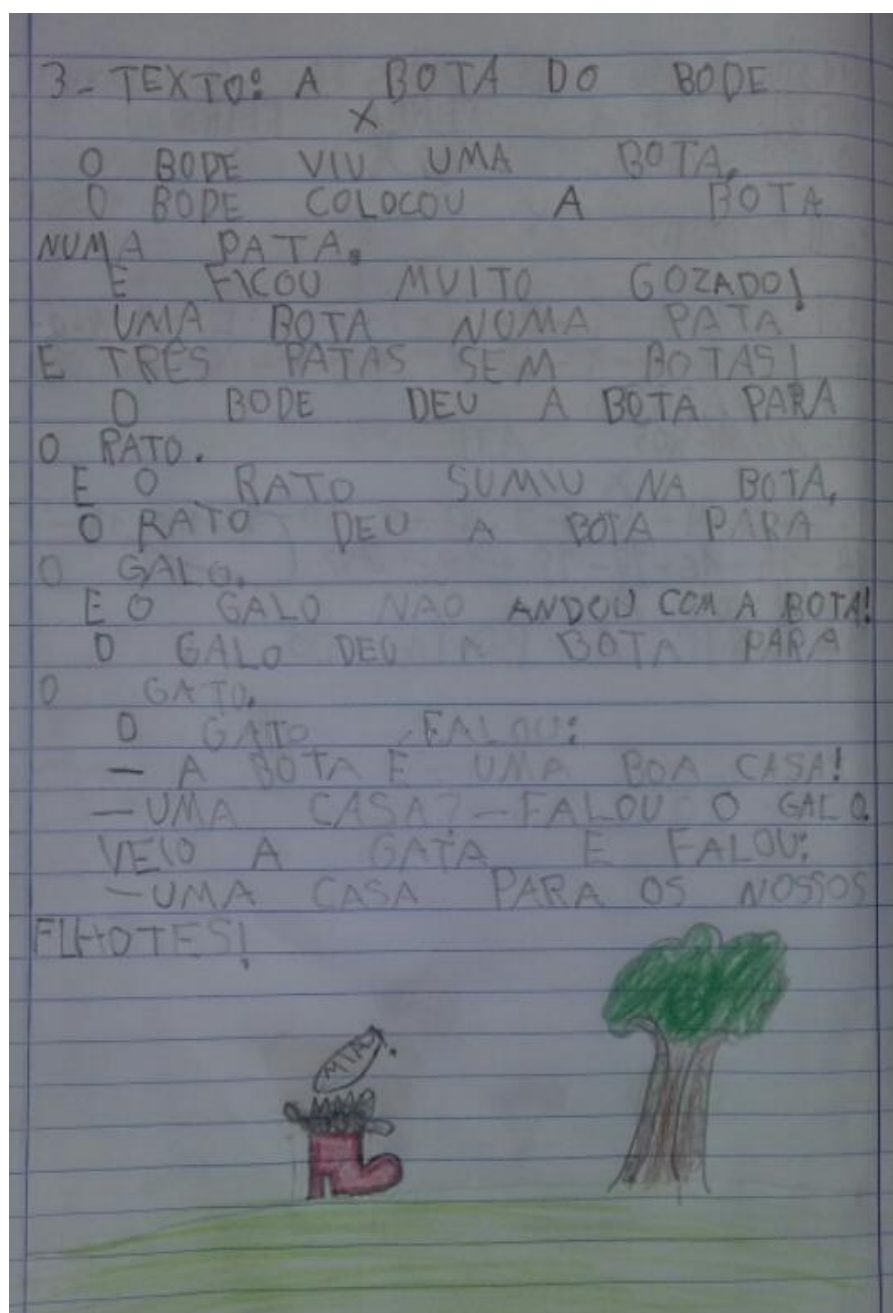 3- TEXTO: A BOTA DO BODE
X
O BODE VIU UMA BOTA.
O BODE COLOCOU A BOTA
NUMA PATA.
E FICOU MUITO GOZADO!
UMA BOTA NUMA PATA
E TRÊS PATAS SEM BOTAS!
O BODE DEU A BOTA PARA
O RATO.
E O RATO SUMIU NA BOTA.
O RATO DEU A BOTA PARA
O GALO.
E O GALO NÃO ANDOU COM A BOTA!
O GALO DEU A BOTA PARA
O GATO.
O GATO FALOU:
— A BOTA É UMA BOA CASA!
— UMA CASA? — FALOU O GALO.
VEIO A GATA E FALOU:
— UMA CASA PARA OS NOSSOS
FLHOTES!
MIAU